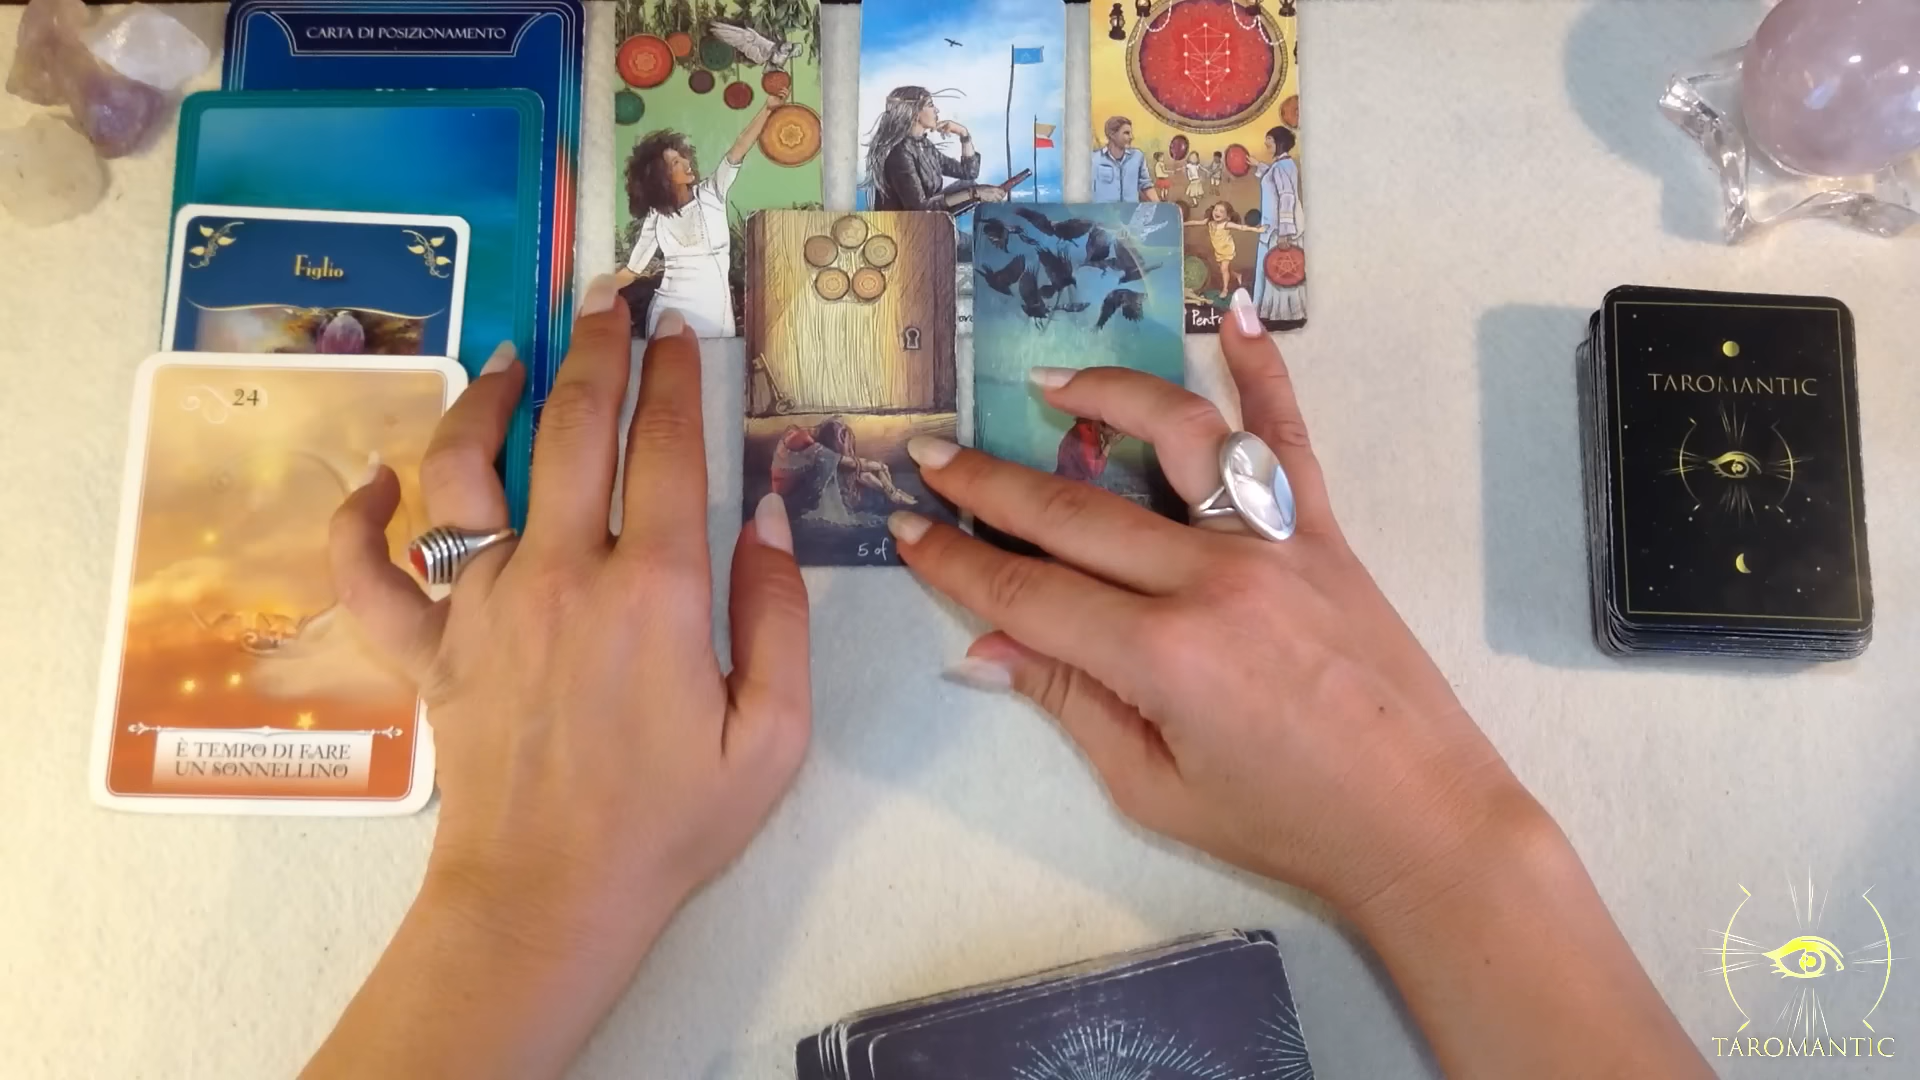 CARTA DI POSIZIONAMENTO
Figlio
24
È TEMPO DI FARE
UN SONNELLINO
5 of
TAROMANTIC
TAROMANTIC